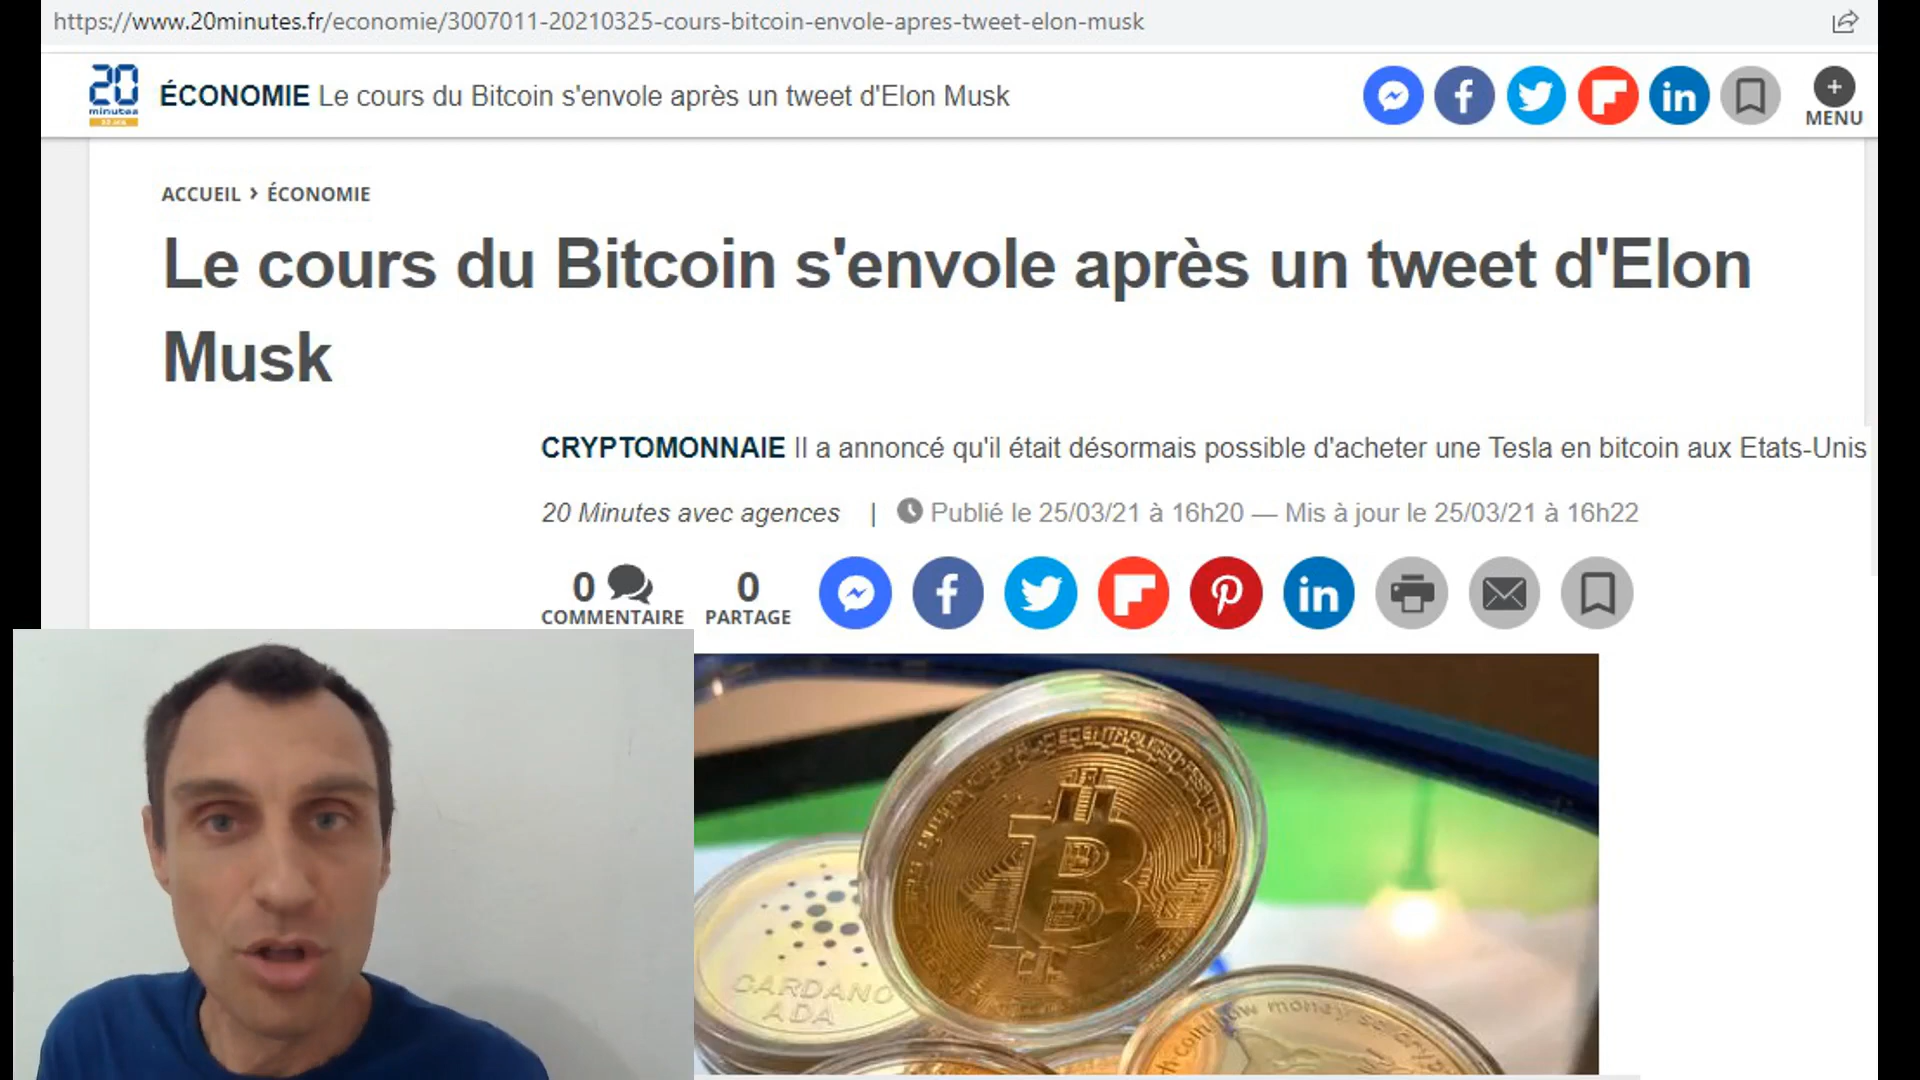 https://www.20minutes.fr/economie/3007011-20210325-cours-bitcoin-envole-apres-tweet-elon-musk
20
minutes
ÉCONOMIE Le cours du Bitcoin s'envole après un tweet d'Elon Musk
MENU
ACCUEIL › ÉCONOMIE
Le cours du Bitcoin s'envole après un tweet d'Elon
Musk
CRYPTOMONNAIE Il a annoncé qu'il était désormais possible d'acheter une Tesla en bitcoin aux Etats-Unis
20 Minutes avec agences | Publié le 25/03/21 à 16h20 — Mis à jour le 25/03/21 à 16h22
0 0
COMMENTAIRE PARTAGE
CARDANO
ADA